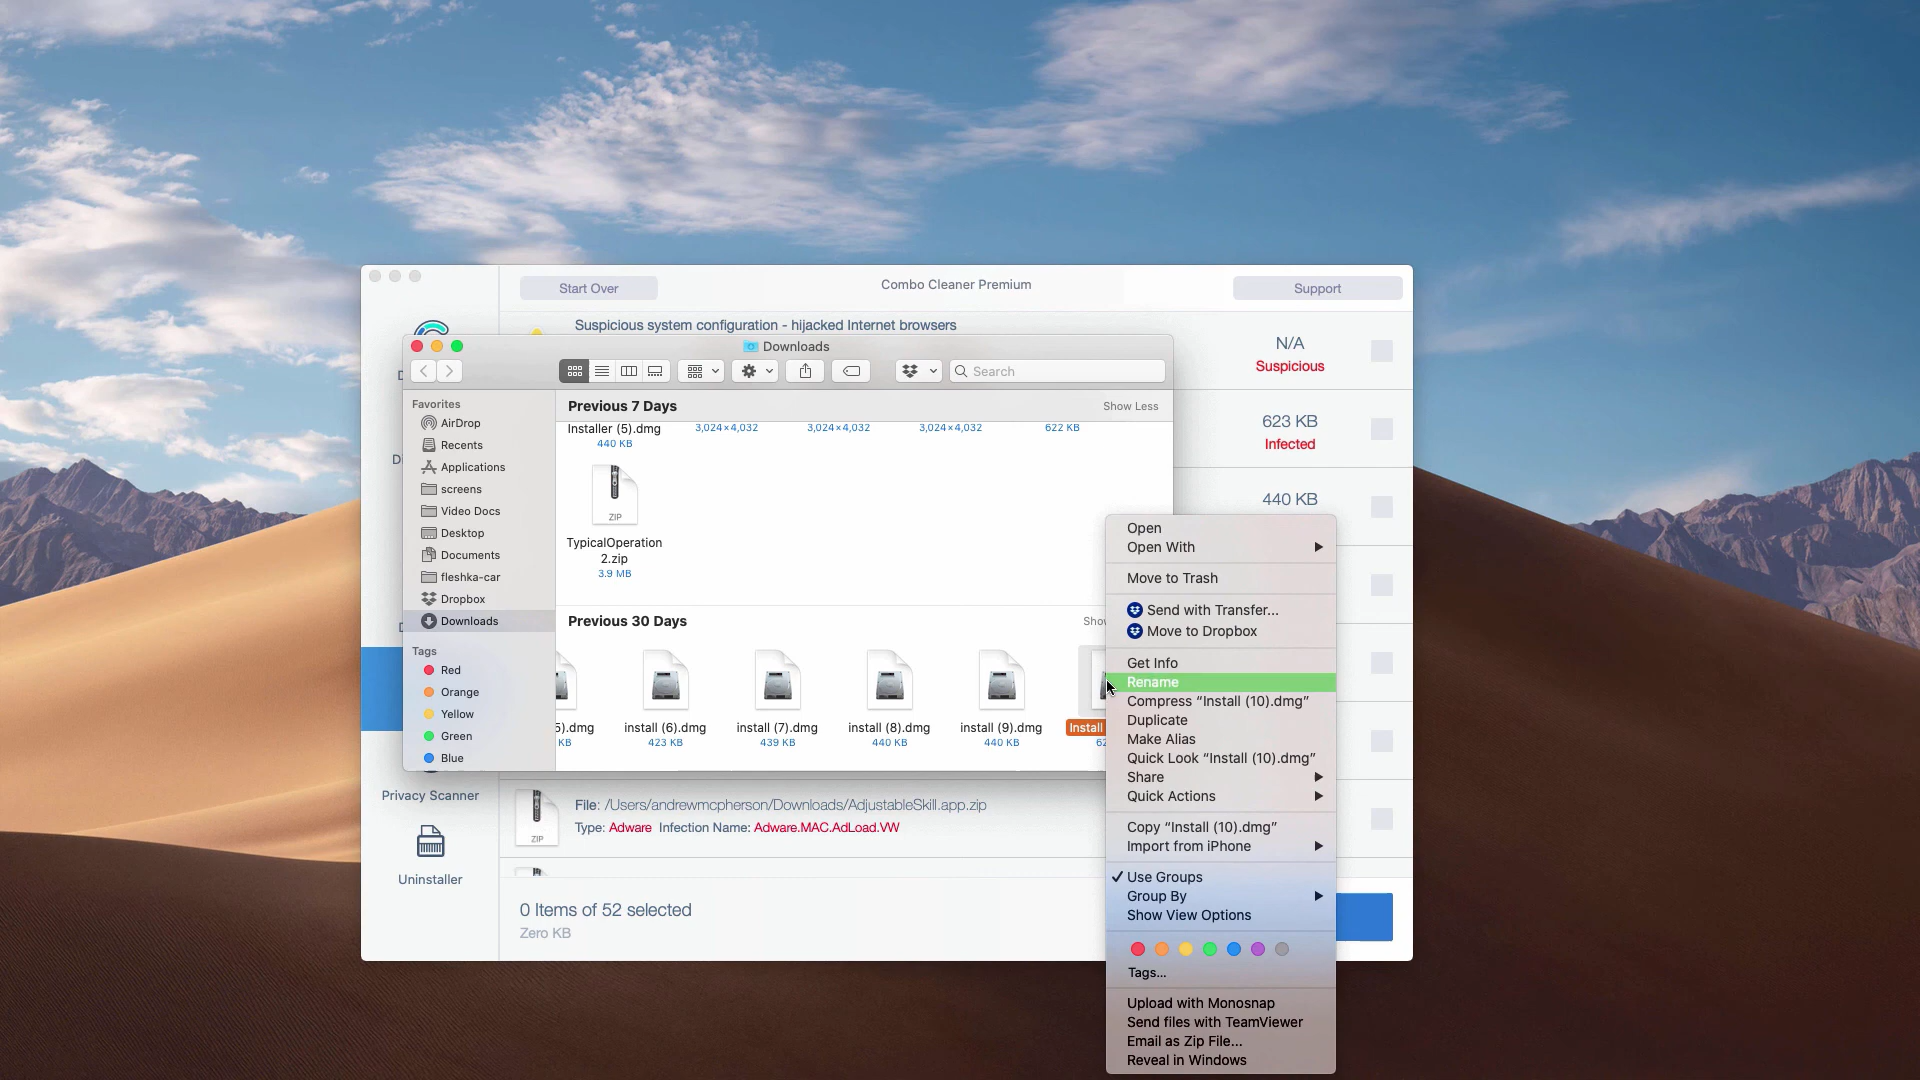 Start Over
Combo Cleaner Premium
Support
Suspicious system configuration - hijacked Internet browsers
N/A
Suspicious
623 KB
Infected
440 KB
Downloads
Search
Favorites
AirDrop
Recents
Applications
screens
Video Docs
Desktop
Documents
fleshka-car
Dropbox
Downloads
Tags
Red
Orange
Yellow
Green
Blue
Previous 7 Days
Show Less
Installer (5).dmg
440 KB
3,024×4,032
3,024×4,032
3,024×4,032
622 KB
ZIP
TypicalOperation
2.zip
3.9 MB
Previous 30 Days
Show
5).dmg
KB
install (6).dmg
423 KB
install (7).dmg
439 KB
install (8).dmg
440 KB
install (9).dmg
440 KB
Install
Open
Open With
Move to Trash
Send with Transfer...
Move to Dropbox
Get Info
Rename
Compress “Install (10).dmg”
Duplicate
Make Alias
Quick Look “Install (10).dmg”
Share
Quick Actions
Copy “Install (10).dmg”
Import from iPhone
Use Groups
Group By
Show View Options
Tags...
Upload with Monosnap
Send files with TeamViewer
Email as Zip File...
Reveal in Windows
Privacy Scanner
Uninstaller
ZIP
File: /Users/andrewmcpherson/Downloads/AdjustableSkill.app.zip
Type: Adware Infection Name: Adware.MAC.AdLoad.VW
0 Items of 52 selected
Zero KB